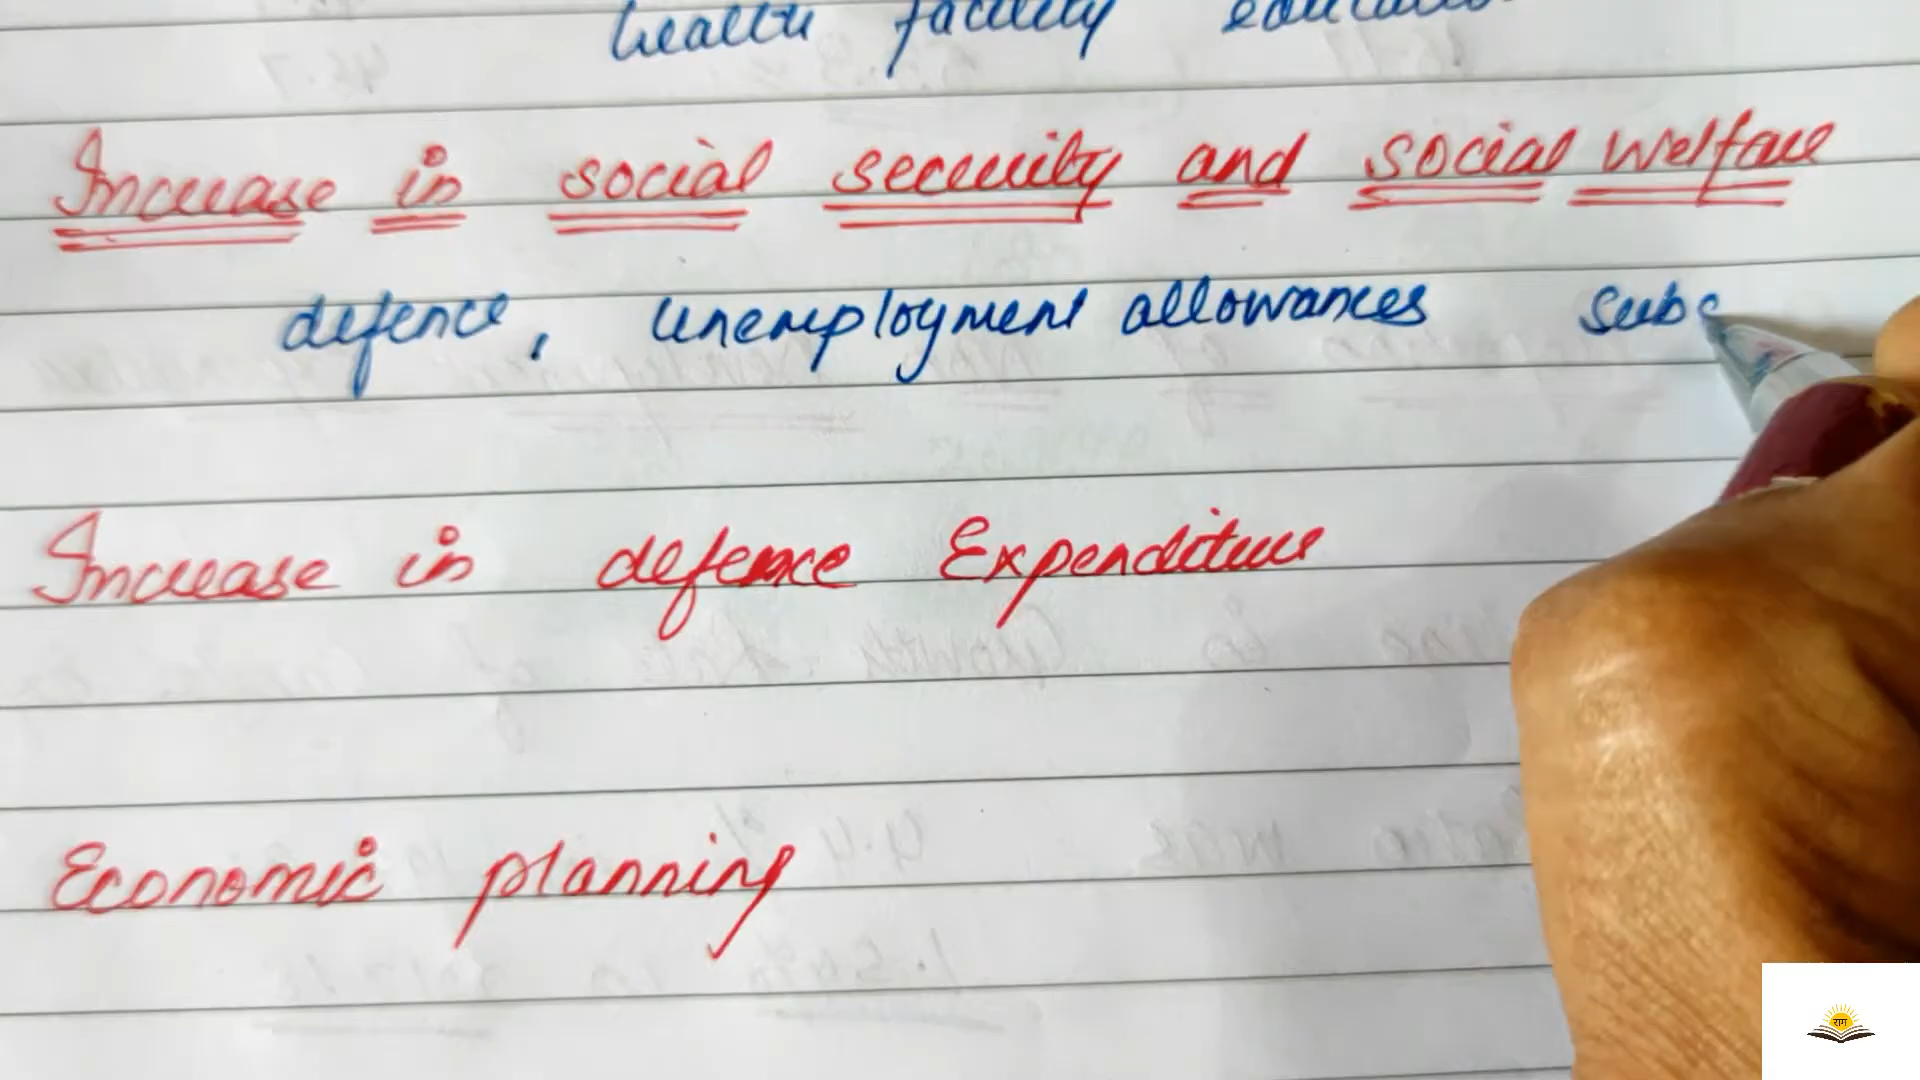 health facility education
Increase in social security and social welfare
defence, unemployment allowances subs
Increase in defence Expenditure
Economic planning
राम